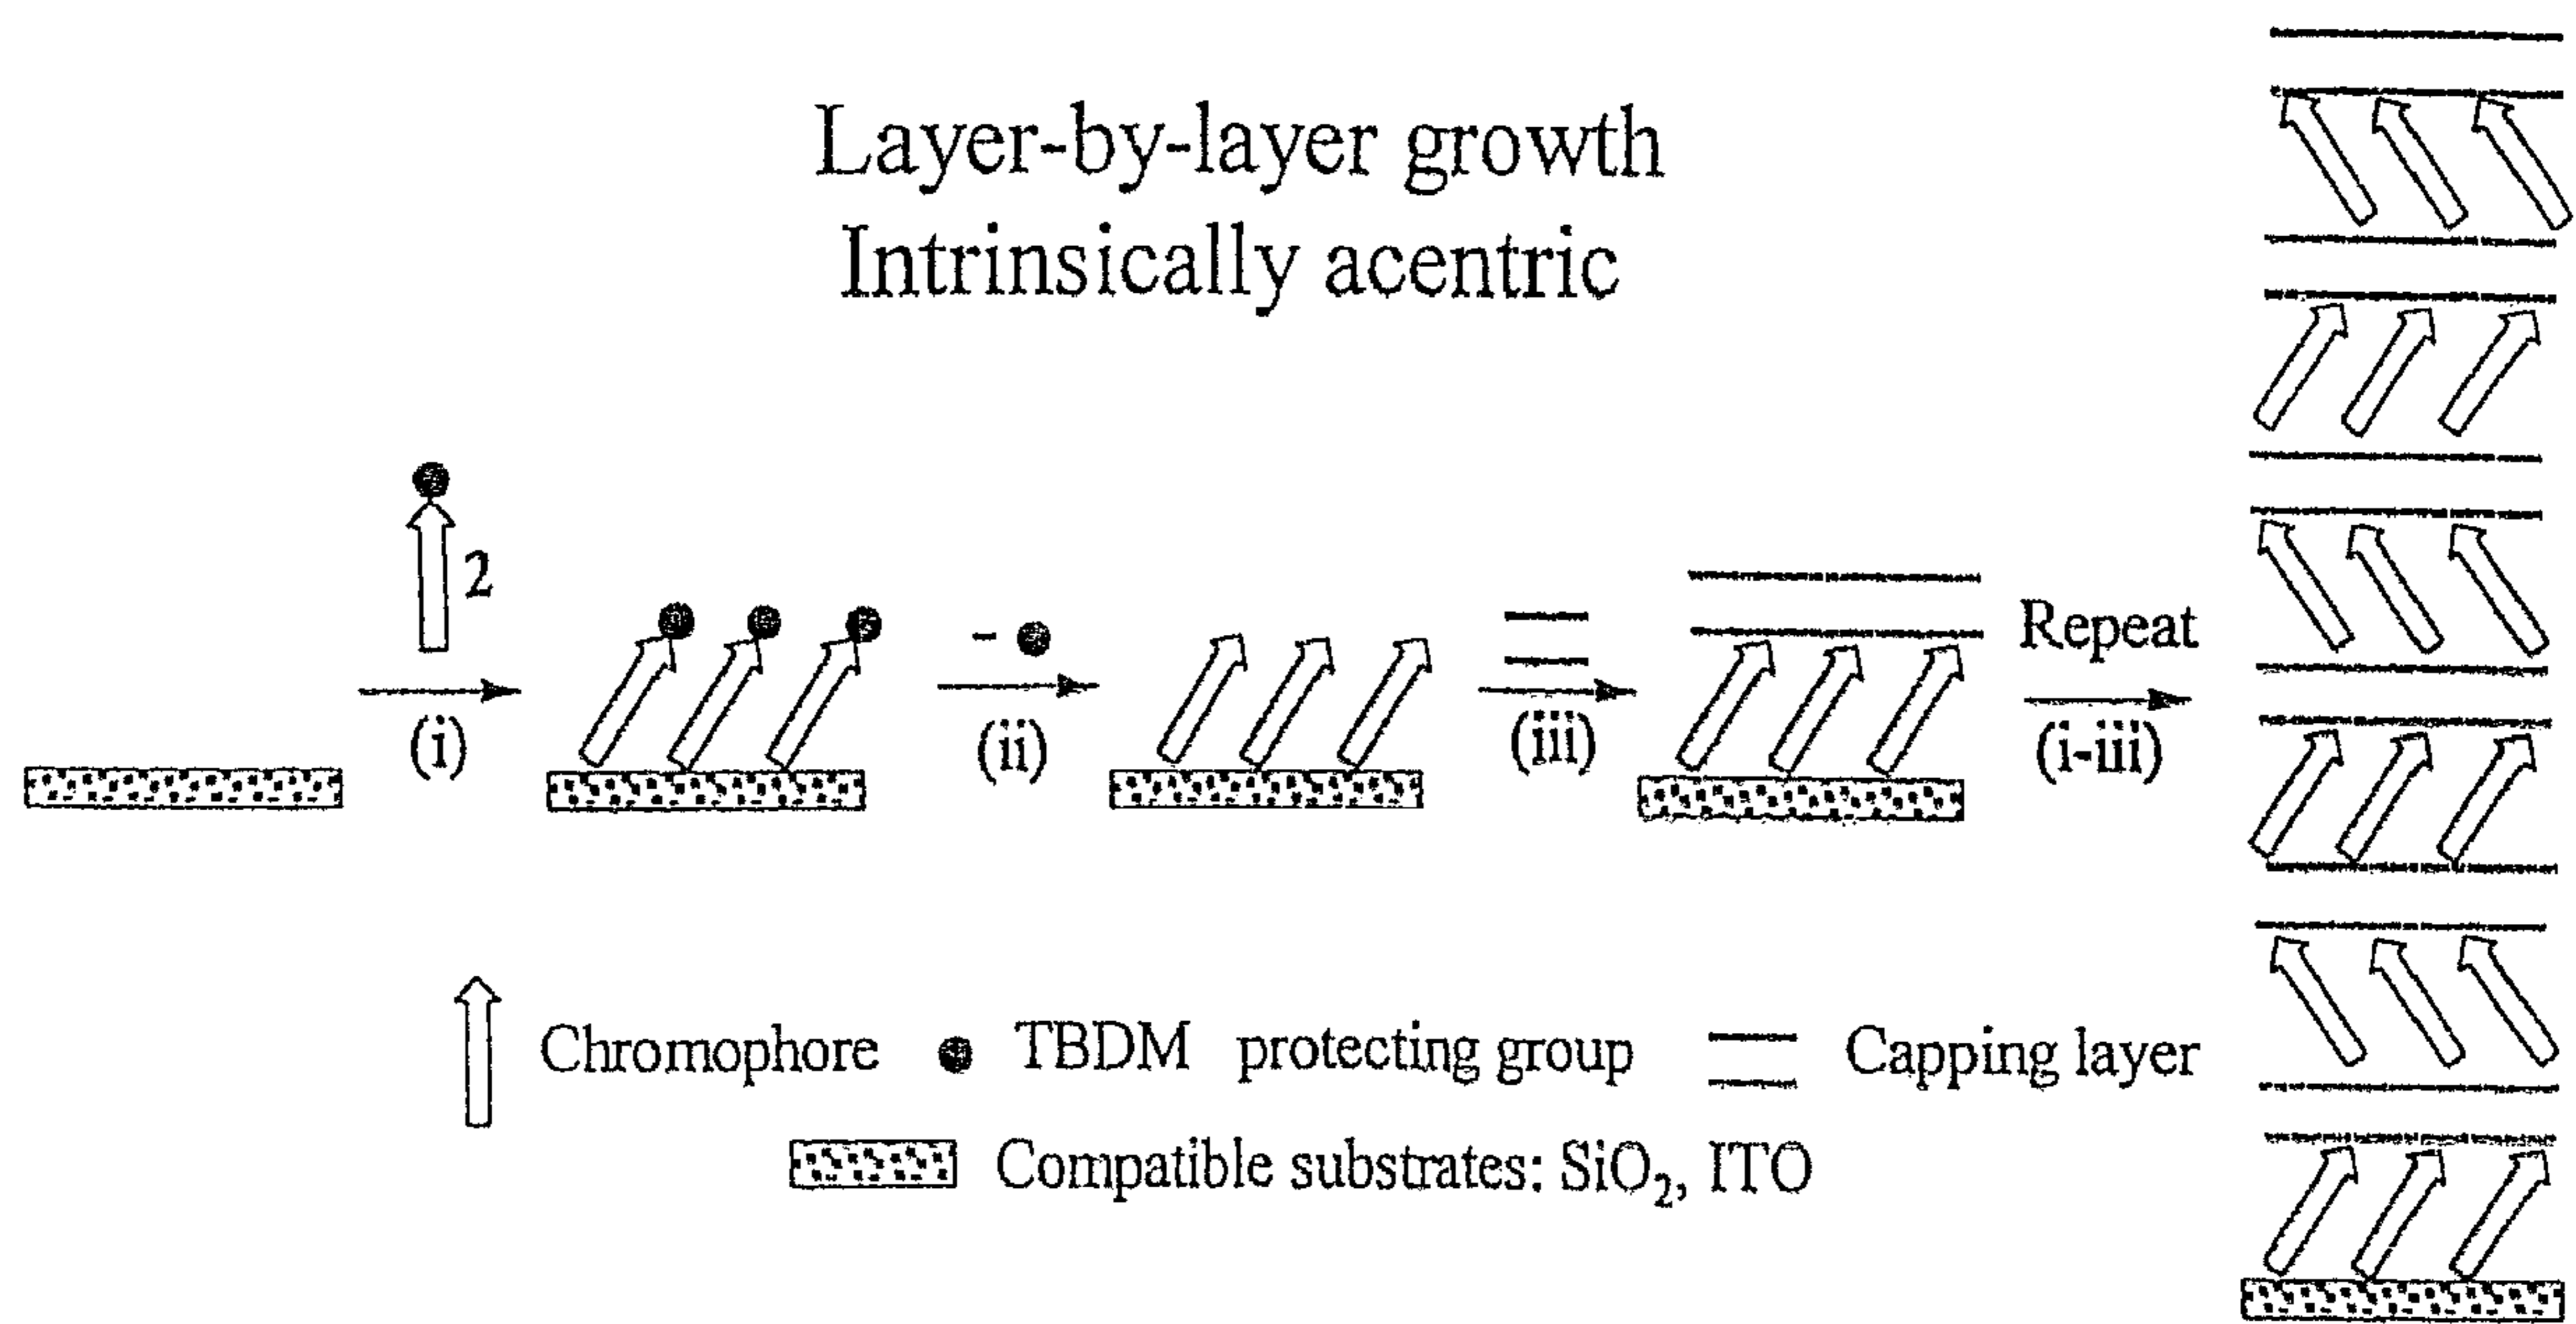 Layer-by-layer growth
Intrinsically acentric
2
(i)
-
(ii)
(iii)
Repeat
(i-iii)
Chromophore
TBDM protecting group
Capping layer
Compatible substrates: SiO₂, ITO